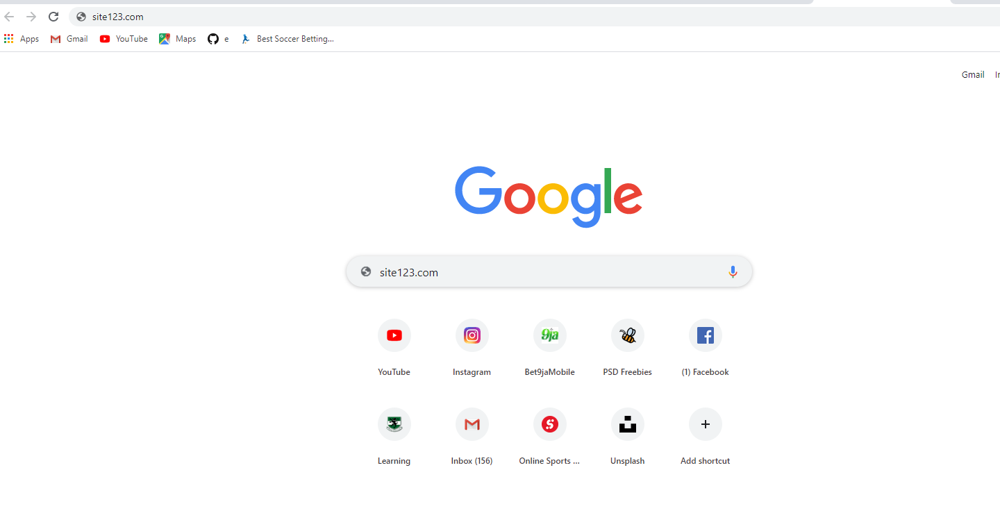 site123.com
Apps Gmail YouTube Maps e Best Soccer Betting...
Gmail
Google
site123.com
9ja
YouTube Instagram Bet9jaMobile PSD Freebies (1) Facebook
Learning Inbox (156) Online Sports ... Unsplash Add shortcut